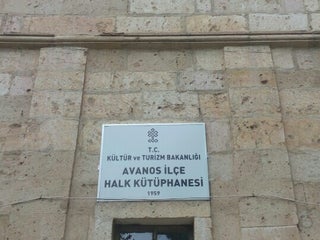 T.C.
KÜLTÜR ve TURİZM BAKANLIĞI
AVANOS İLÇE
HALK KÜTÜPHANESİ
1959